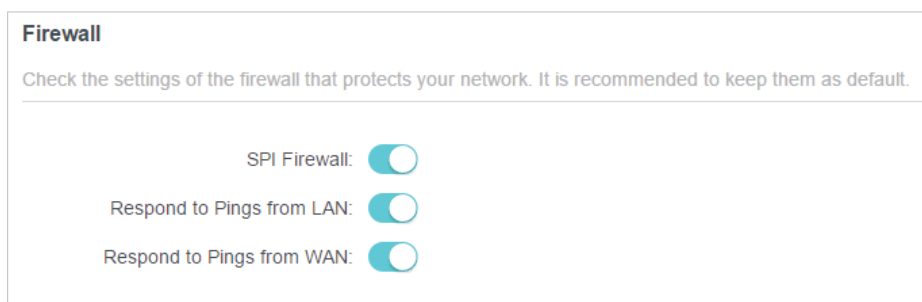 Firewall
Check the settings of the firewall that protects your network. It is recommended to keep them as default.
SPI Firewall:
Respond to Pings from LAN:
Respond to Pings from WAN: